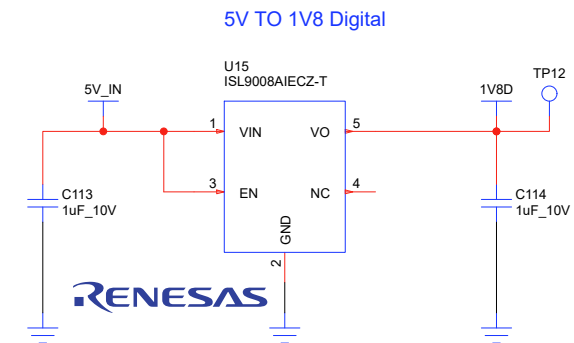 5V TO 1V8 Digital
U15
ISL9008AIECZ-T
TP12
5V_IN
1V8D
1
VIN
VO
5
3
EN
NC
4
C113
1uF_10V
C114
1uF_10V
GND
2
RENESAS